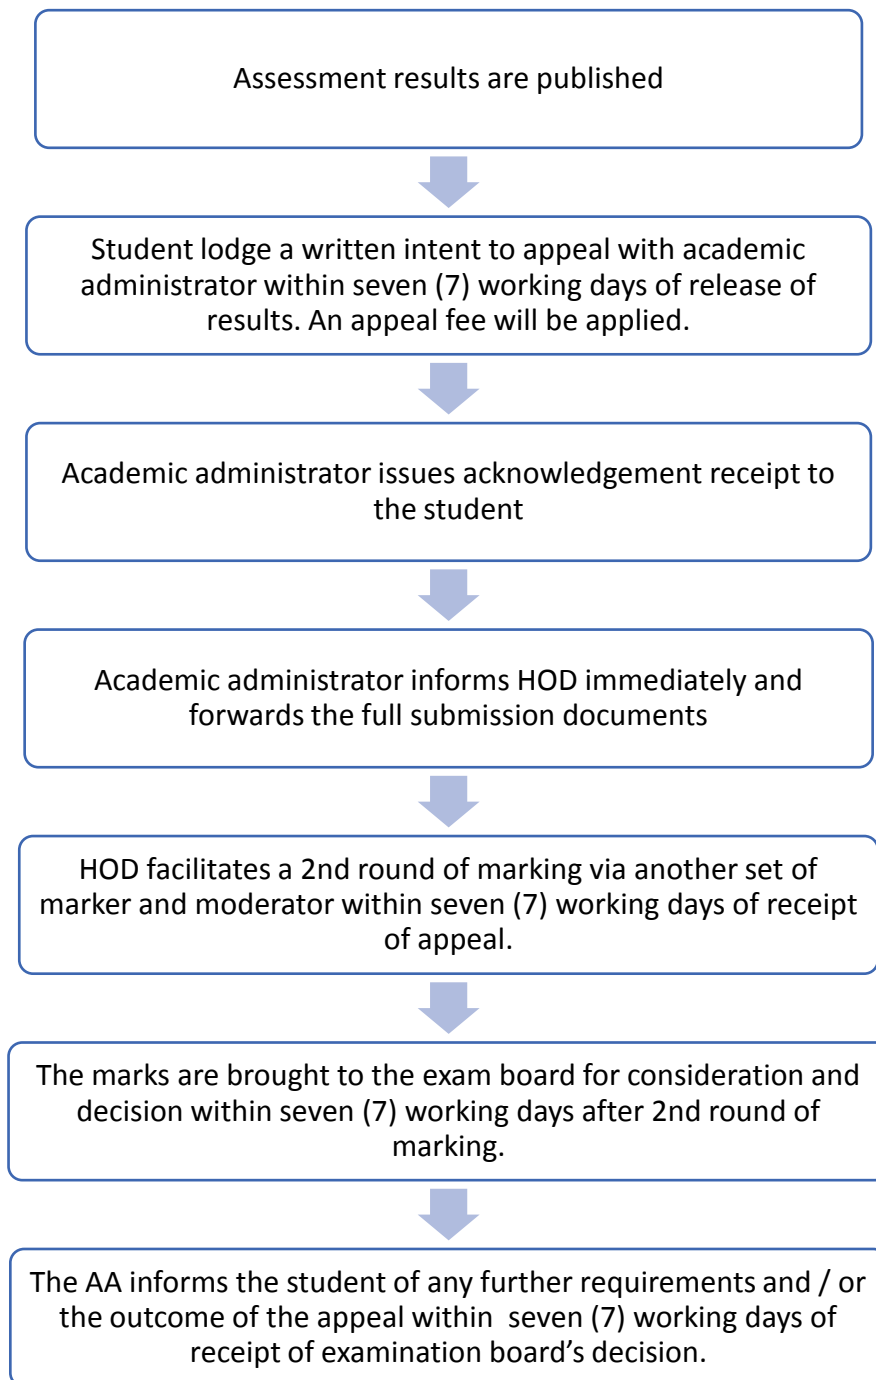 Assessment results are published
Student lodge a written intent to appeal with academic
administrator within seven (7) working days of release of
results. An appeal fee will be applied.
Academic administrator issues acknowledgement receipt to
the student
Academic administrator informs HOD immediately and
forwards the full submission documents
HOD facilitates a 2nd round of marking via another set of
marker and moderator within seven (7) working days of receipt
of appeal.
The marks are brought to the exam board for consideration and
decision within seven (7) working days after 2nd round of
marking.
The AA informs the student of any further requirements and / or
the outcome of the appeal within  seven (7) working days of
receipt of examination board’s decision.